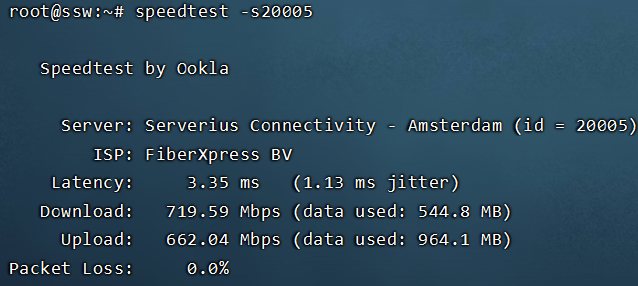 root@ssw:~# speedtest -s20005
Speedtest by Ookla
Server: Serverius Connectivity - Amsterdam (id = 20005)
ISP: FiberXpress BV
Latency: 3.35 ms (1.13 ms jitter)
Download: 719.59 Mbps (data used: 544.8 MB)
Upload: 662.04 Mbps (data used: 964.1 MB)
Packet Loss: 0.0%